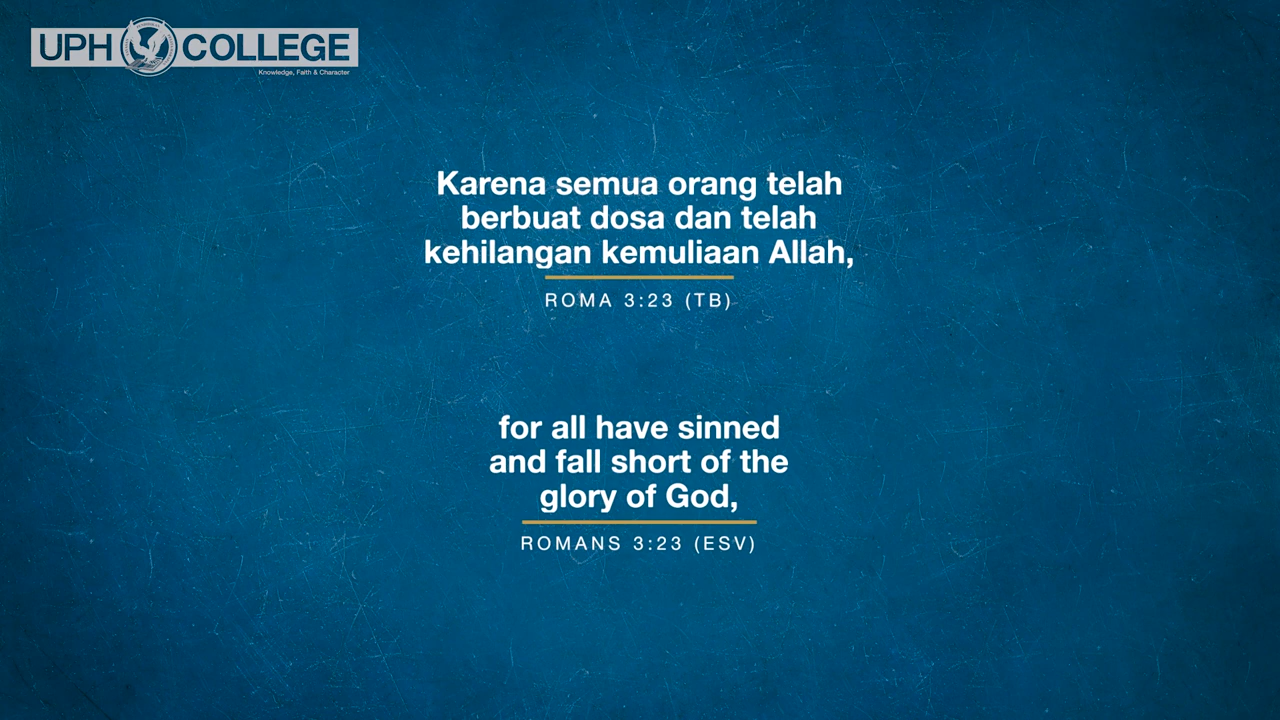 UPH COLLEGE
Knowledge, Faith & Character
Karena semua orang telah
berbuat dosa dan telah
kehilangan kemuliaan Allah,
ROMA 3:23 (TB)
for all have sinned
and fall short of the
glory of God,
ROMANS 3:23 (ESV)